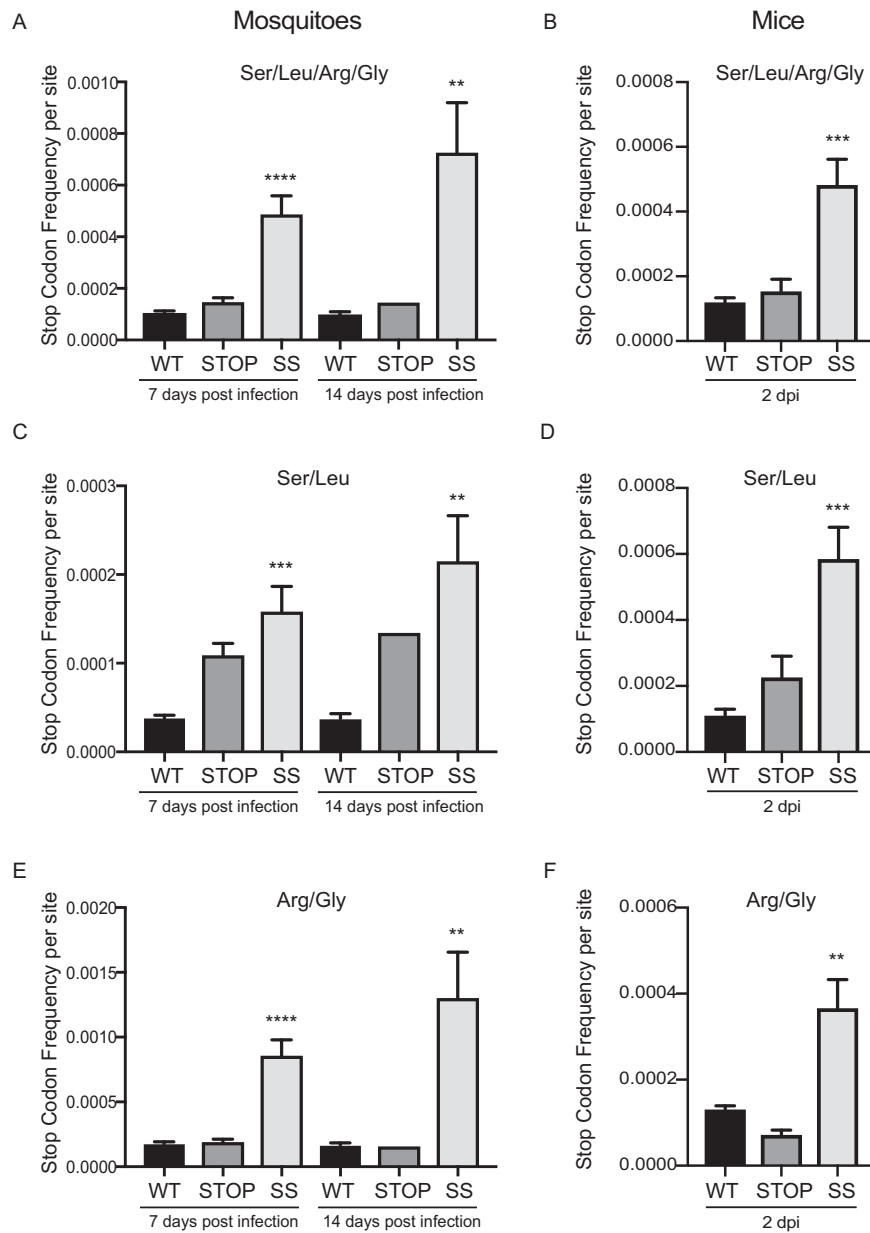 Mosquitoes
Mice
A
Ser/Leu/Arg/Gly
Stop Codon Frequency per site
0.0010
0.0008
0.0006
0.0004
0.0002
0.0000
****
**
WT STOP SS WT STOP SS
7 days post infection 14 days post infection
B
Ser/Leu/Arg/Gly
Stop Codon Frequency per site
0.0008
0.0006
0.0004
0.0002
0.0000
***
WT STOP SS
2 dpi
C
Ser/Leu
Stop Codon Frequency per site
0.0003
0.0002
0.0001
0.0000
***
**
WT STOP SS WT STOP SS
7 days post infection 14 days post infection
D
Ser/Leu
Stop Codon Frequency per site
0.0008
0.0006
0.0004
0.0002
0.0000
***
WT STOP SS
2 dpi
E
Arg/Gly
Stop Codon Frequency per site
0.0020
0.0015
0.0010
0.0005
0.0000
****
**
WT STOP SS WT STOP SS
7 days post infection 14 days post infection
F
Arg/Gly
Stop Codon Frequency per site
0.0006
0.0004
0.0002
0.0000
**
WT STOP SS
2 dpi